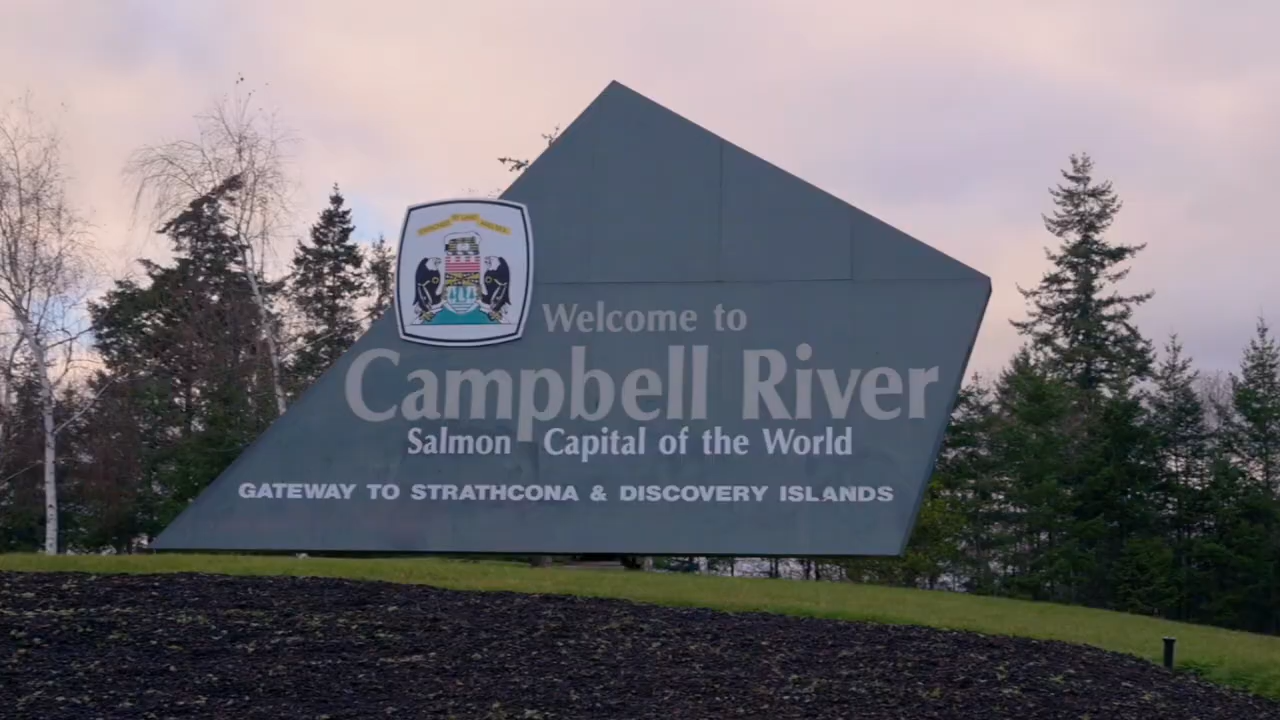 Welcome to
Campbell River
Salmon Capital of the World
GATEWAY TO STRATHCONA & DISCOVERY ISLANDS